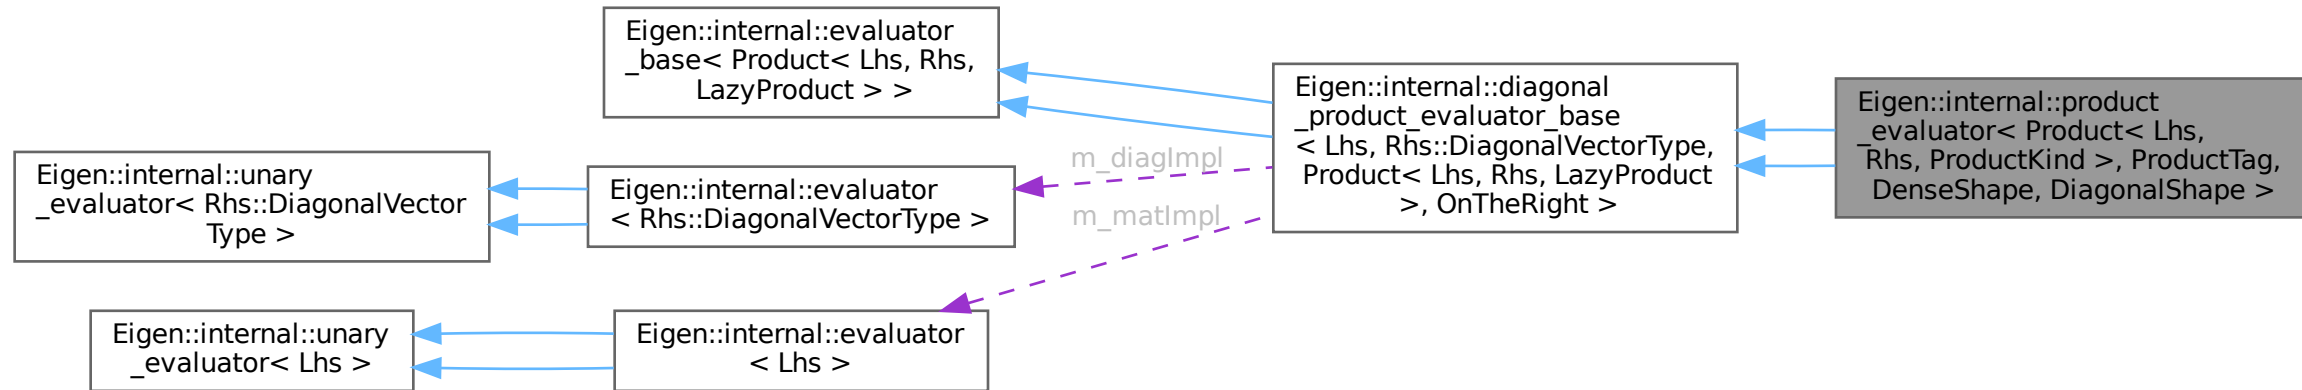 Eigen::internal::evaluator
_base< Product< Lhs, Rhs,
LazyProduct > >
Eigen::internal::unary
_evaluator< Rhs::DiagonalVector
Type >
Eigen::internal::evaluator
< Rhs::DiagonalVectorType >
Eigen::internal::unary
_evaluator< Lhs >
Eigen::internal::evaluator
< Lhs >
m_diagImpl
m_matImpl
Eigen::internal::diagonal
_product_evaluator_base
< Lhs, Rhs::DiagonalVectorType,
Product< Lhs, Rhs, LazyProduct
>, OnTheRight >
Eigen::internal::product
_evaluator< Product< Lhs,
Rhs, ProductKind >, ProductTag,
DenseShape, DiagonalShape >